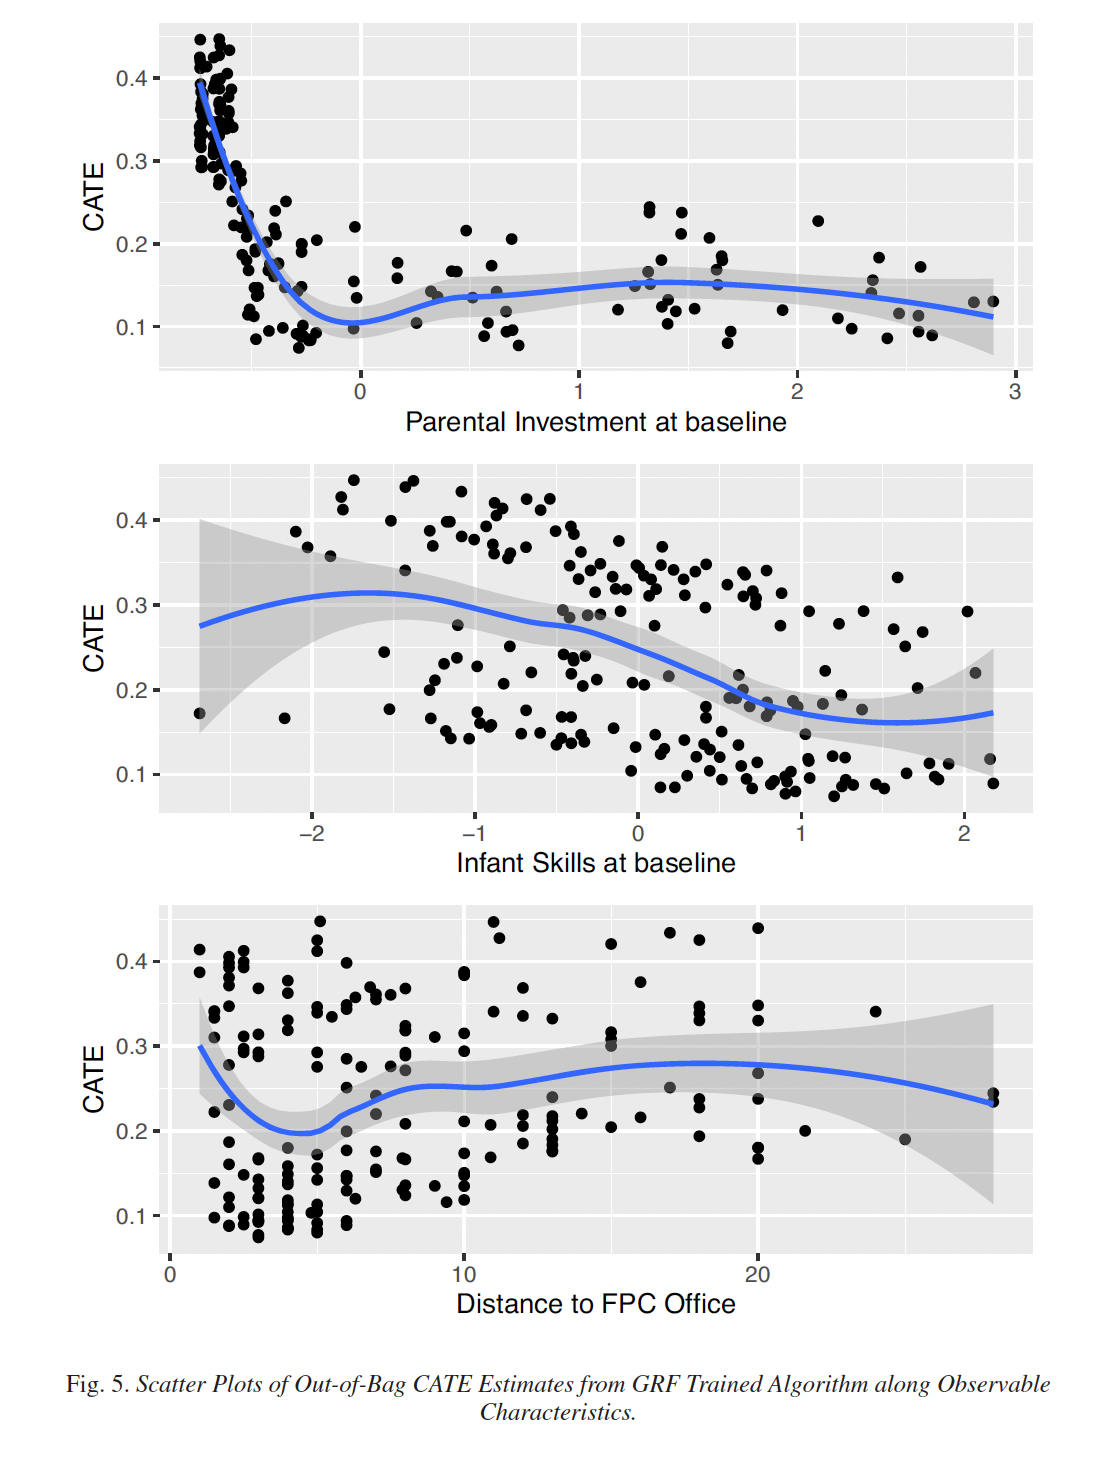 0.4
0.3
0.2
0.1
CATE
0 1 2 3
Parental Investment at baseline
0.4
0.3
0.2
0.1
CATE
−2 −1 0 1 2
Infant Skills at baseline
0.4
0.3
0.2
0.1
CATE
0 10 20
Distance to FPC Office
Fig. 5. Scatter Plots of Out-of-Bag CATE Estimates from GRF Trained Algorithm along Observable
Characteristics.